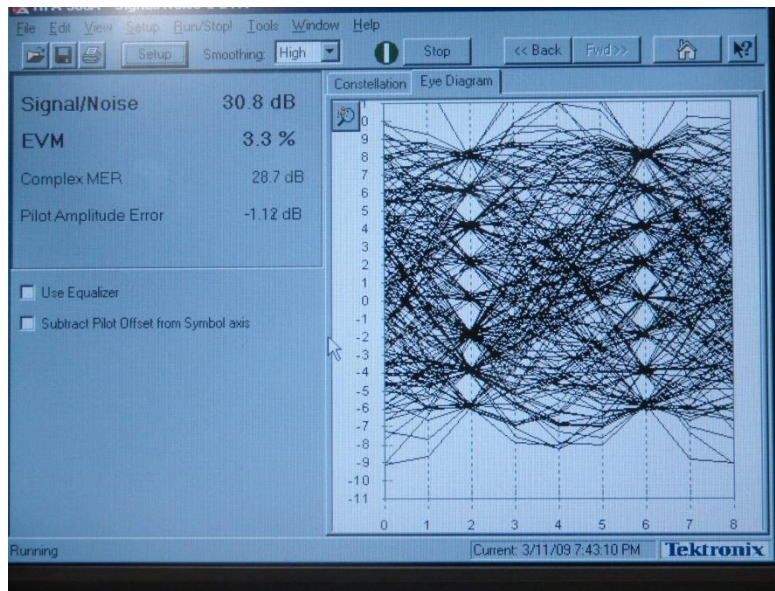 File Edit View Setup Run/Stop! Tools Window Help
Setup Smoothing: High Stop << Back Fwd >>
Constellation Eye Diagram
Signal/Noise 30.8 dB
EVM 3.3 %
Complex MER 28.7 dB
Pilot Amplitude Error -1.12 dB
Use Equalizer
Subtract Pilot Offset from Symbol axis
9
8
7
6
5
4
3
2
1
0
-1
-2
-3
-4
-5
-6
-7
-8
-9
-10
-11
0 1 2 3 4 5 6 7 8
Running Current: 3/11/09 7:43:10 PM Tektronix